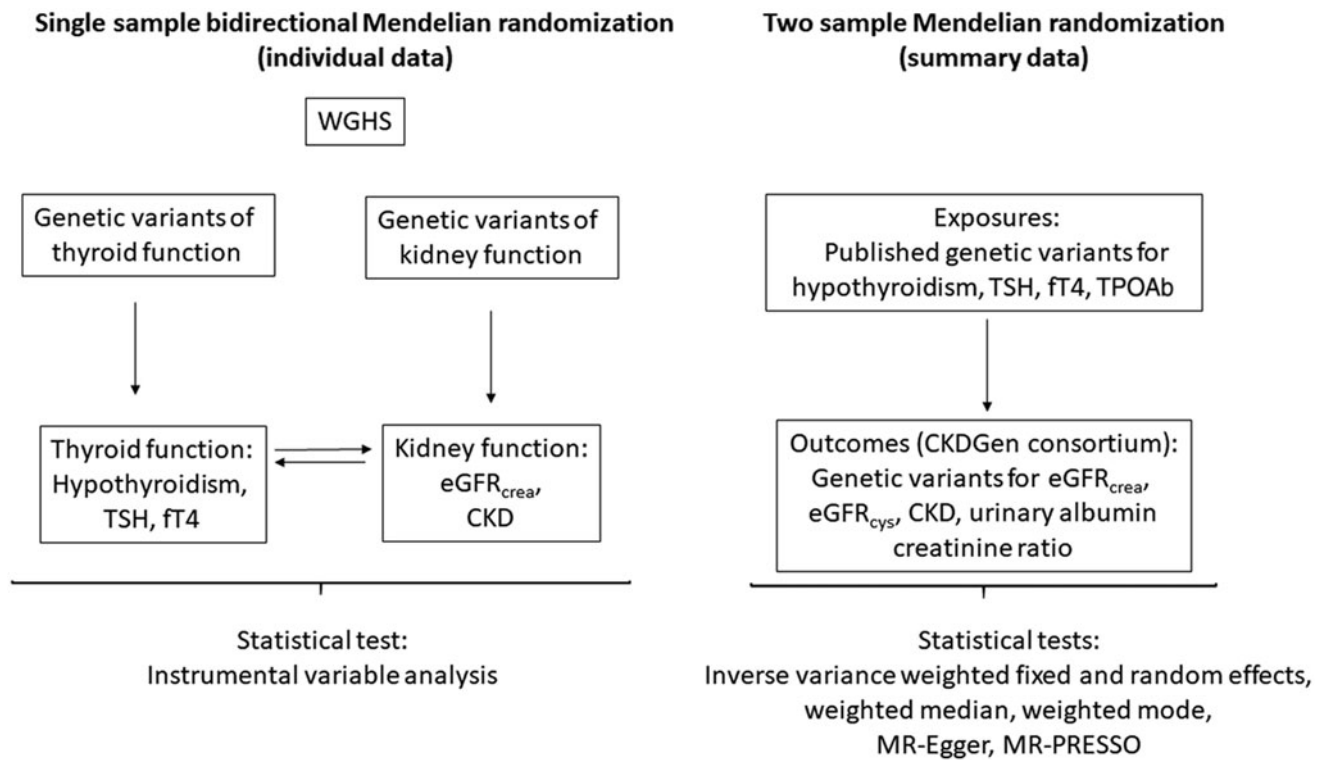 Single sample bidirectional Mendelian randomization
(individual data)
WGHS
Genetic variants of
thyroid function
Genetic variants of
kidney function
Thyroid function:
Hypothyroidism,
TSH, fT4
Kidney function:
eGFRcrea,
CKD
Statistical test:
Instrumental variable analysis
Two sample Mendelian randomization
(summary data)
Exposures:
Published genetic variants for
hypothyroidism, TSH, fT4, TPOAb
Outcomes (CKDGen consortium):
Genetic variants for eGFRcrea,
eGFRcys, CKD, urinary albumin
creatinine ratio
Statistical tests:
Inverse variance weighted fixed and random effects,
weighted median, weighted mode,
MR-Egger, MR-PRESSO